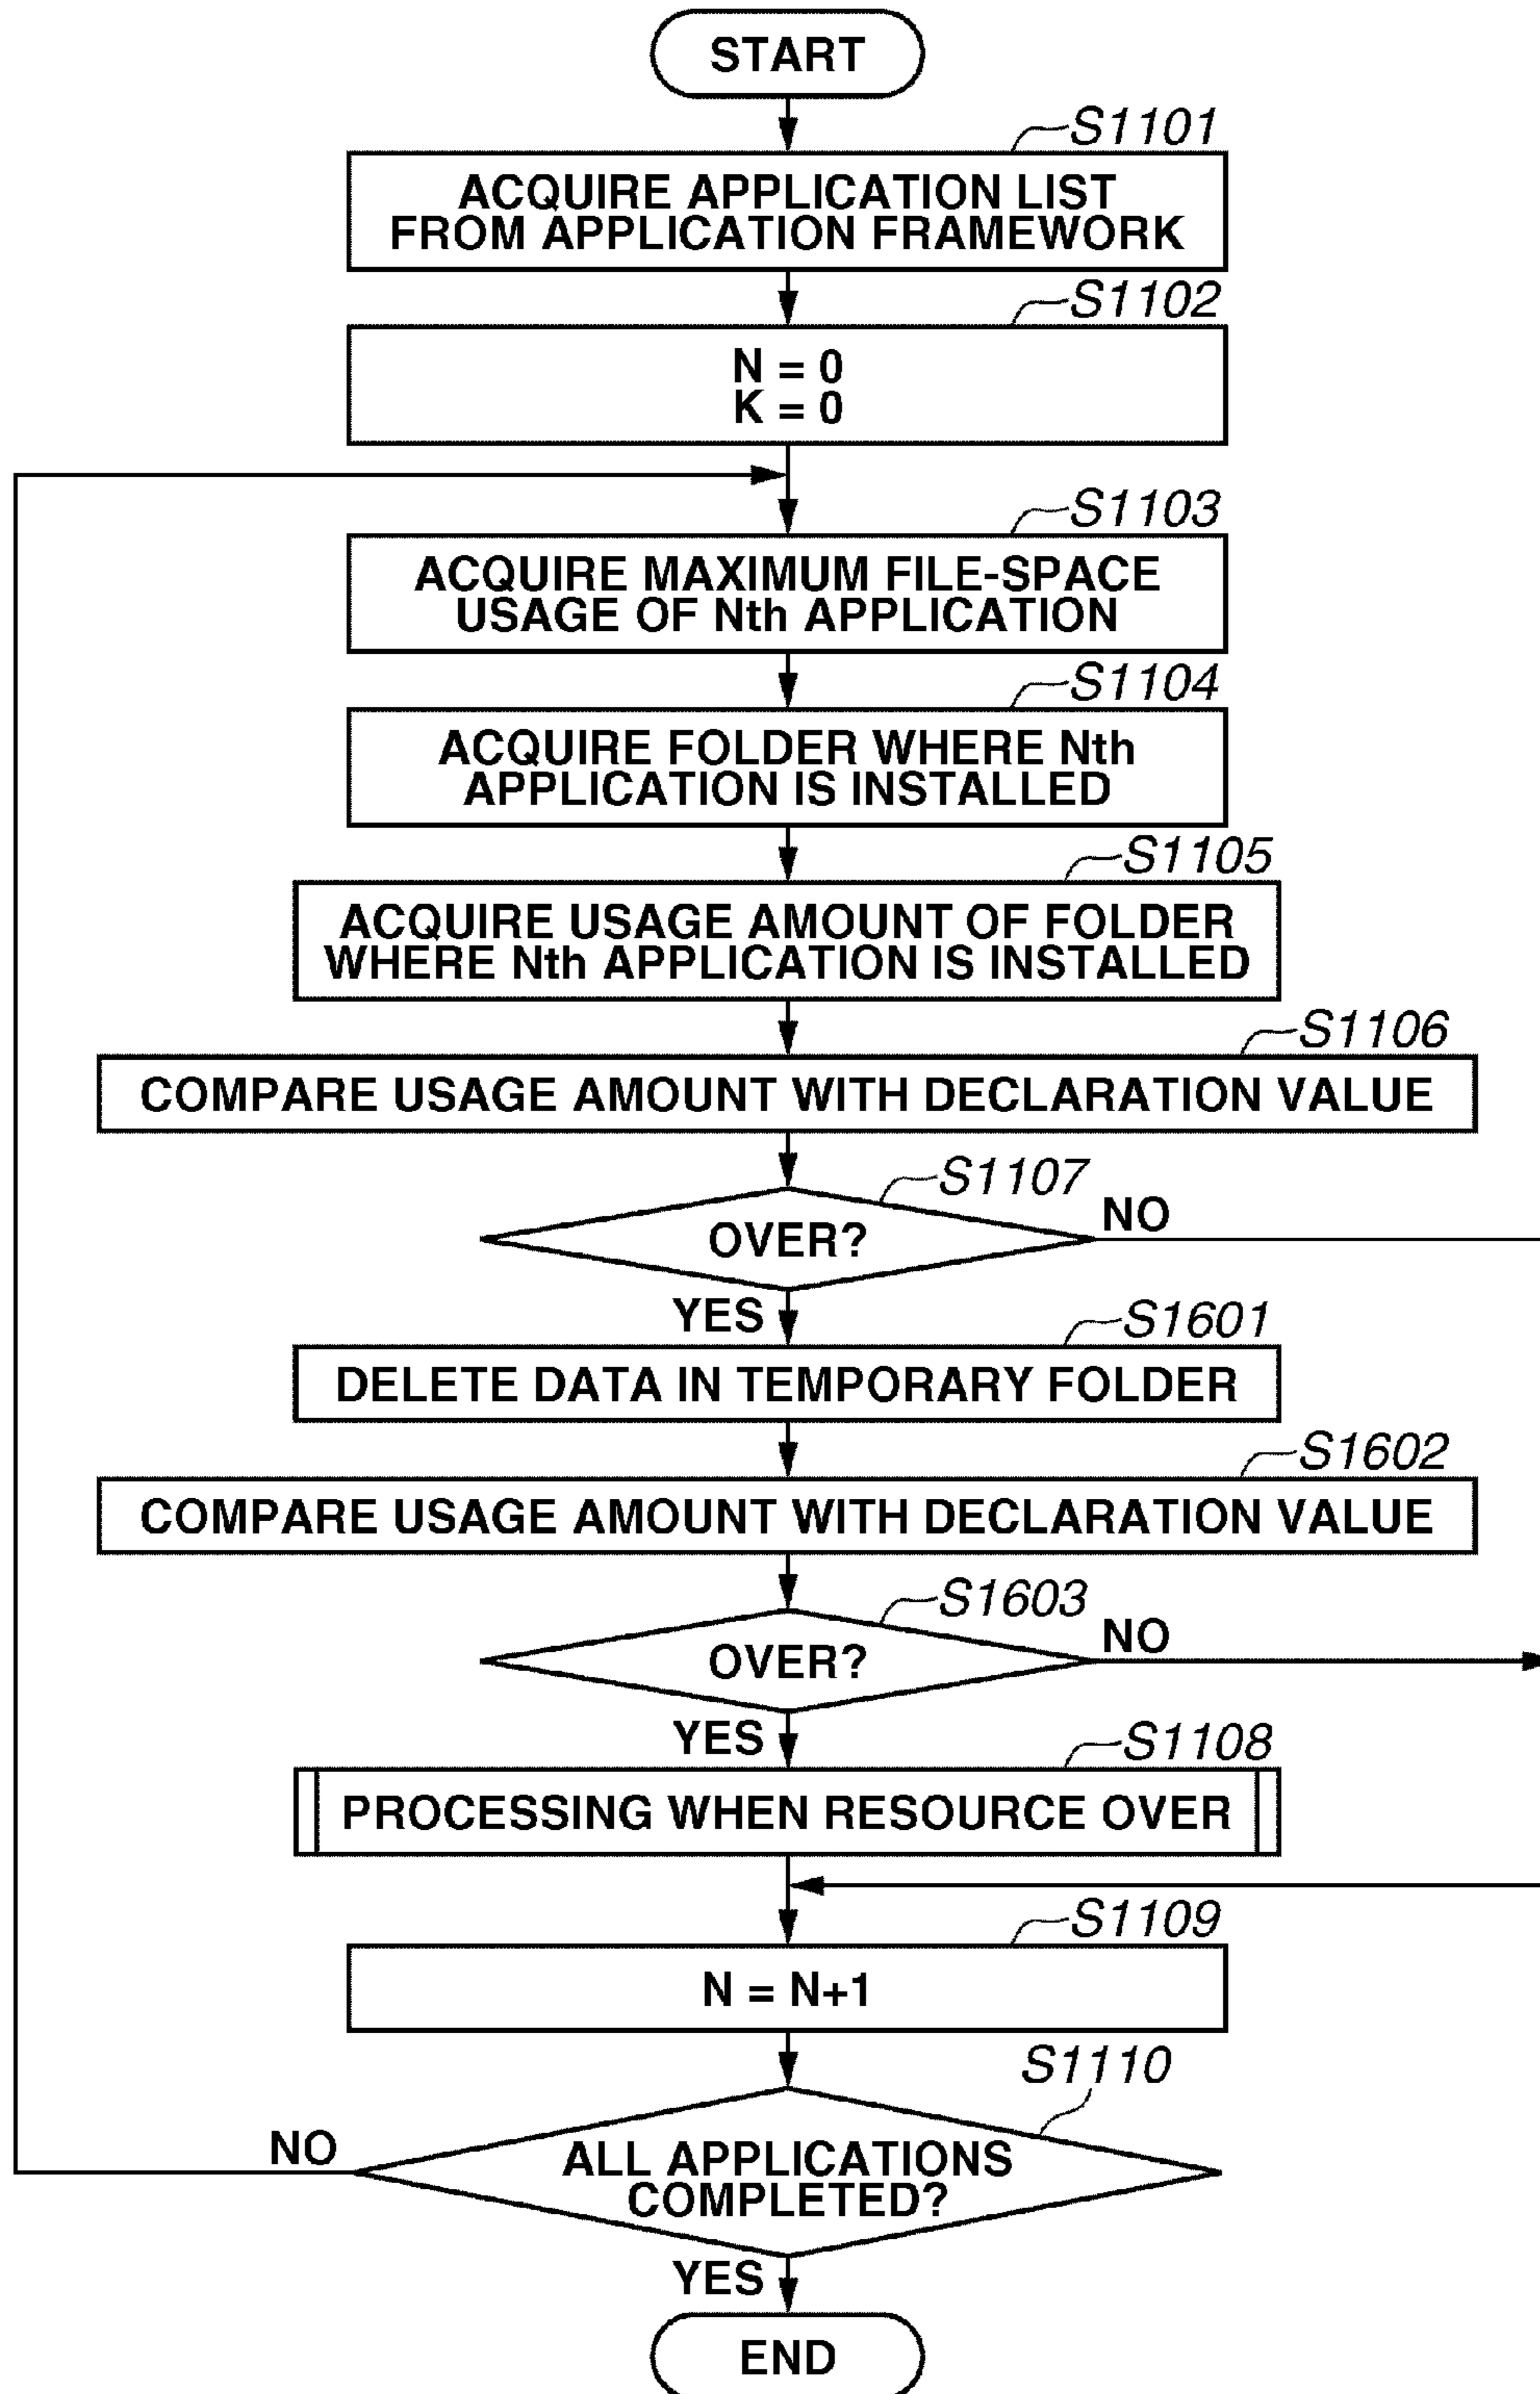 START
S1101
ACQUIRE APPLICATION LIST
FROM APPLICATION FRAMEWORK
S1102
N = 0
K = 0
S1103
ACQUIRE MAXIMUM FILE-SPACE
USAGE OF Nth APPLICATION
S1104
ACQUIRE FOLDER WHERE Nth
APPLICATION IS INSTALLED
S1105
ACQUIRE USAGE AMOUNT OF FOLDER
WHERE Nth APPLICATION IS INSTALLED
S1106
COMPARE USAGE AMOUNT WITH DECLARATION VALUE
S1107
OVER?
NO
YES
S1601
DELETE DATA IN TEMPORARY FOLDER
S1602
COMPARE USAGE AMOUNT WITH DECLARATION VALUE
S1603
OVER?
NO
YES
S1108
PROCESSING WHEN RESOURCE OVER
S1109
N = N+1
S1110
ALL APPLICATIONS
COMPLETED?
NO
YES
END